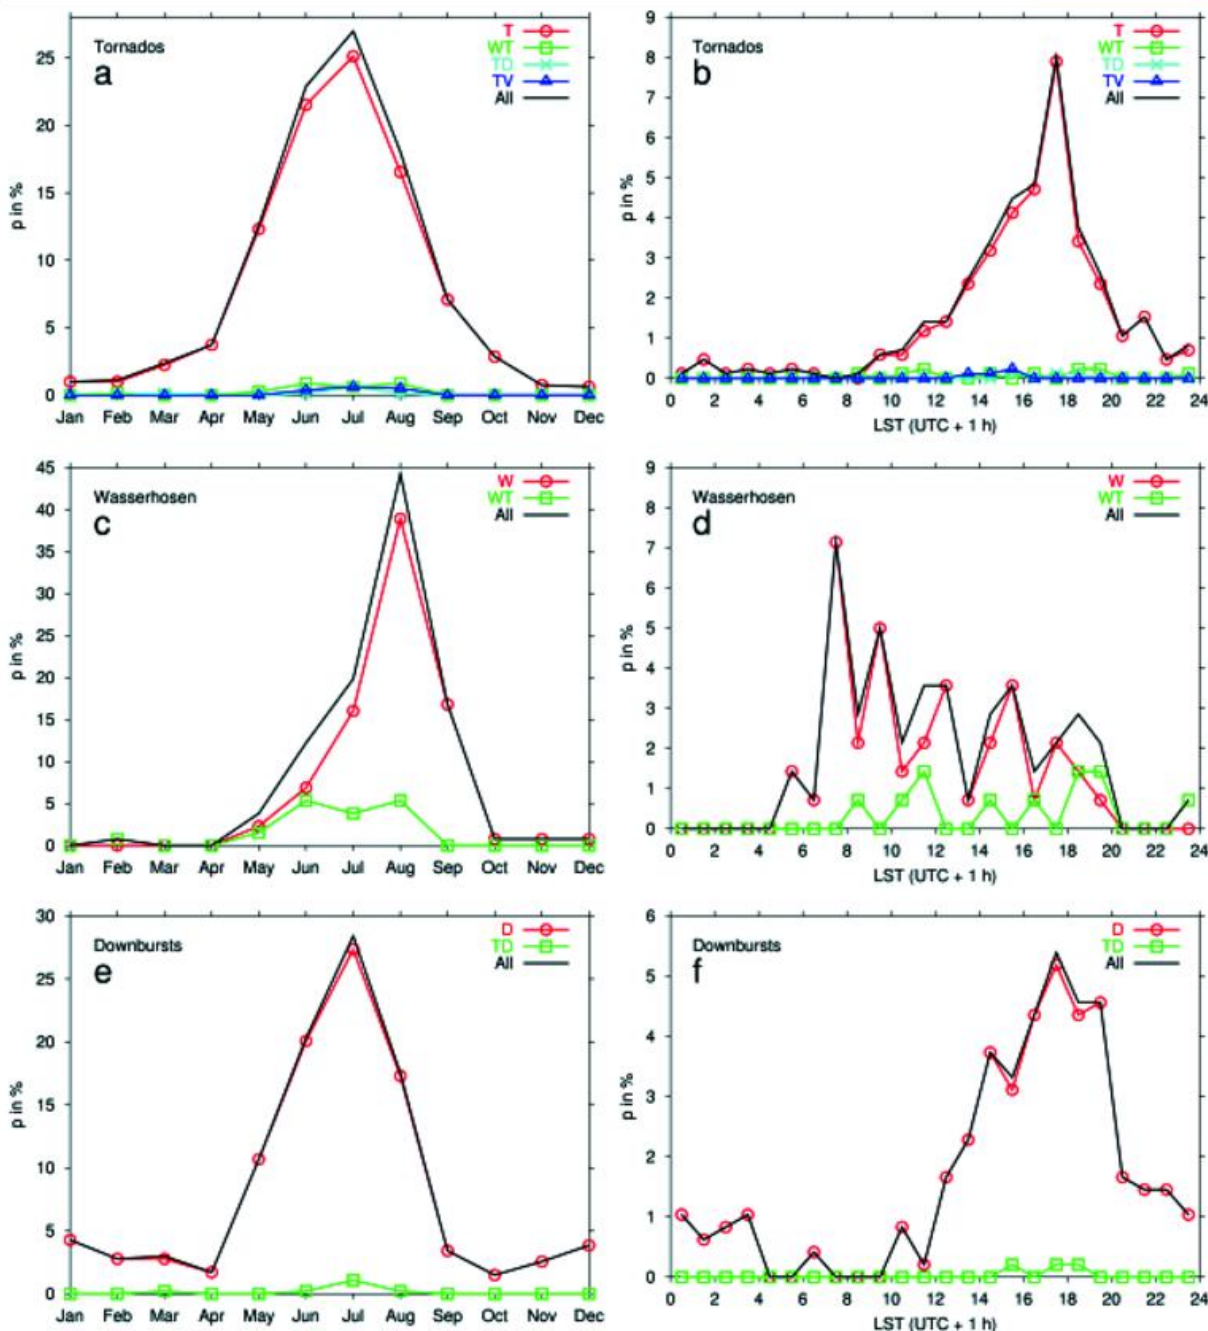 Tornados
a
T
WT
TD
TV
All
25
20
15
10
5
0
p in %
Jan Feb Mar Apr May Jun Jul Aug Sep Oct Nov Dec
Tornados
b
T
WT
TD
TV
All
9
8
7
6
5
4
3
2
1
0
p in %
0 2 4 6 8 10 12 14 16 18 20 22 24
LST (UTC + 1 h)
Wasserhosen
c
W
WT
All
45
40
35
30
25
20
15
10
5
0
p in %
Jan Feb Mar Apr May Jun Jul Aug Sep Oct Nov Dec
Wasserhosen
d
W
WT
All
9
8
7
6
5
4
3
2
1
0
p in %
0 2 4 6 8 10 12 14 16 18 20 22 24
LST (UTC + 1 h)
Downbursts
e
D
TD
All
30
25
20
15
10
5
0
p in %
Jan Feb Mar Apr May Jun Jul Aug Sep Oct Nov Dec
Downbursts
f
D
TD
All
6
5
4
3
2
1
0
p in %
0 2 4 6 8 10 12 14 16 18 20 22 24
LST (UTC + 1 h)